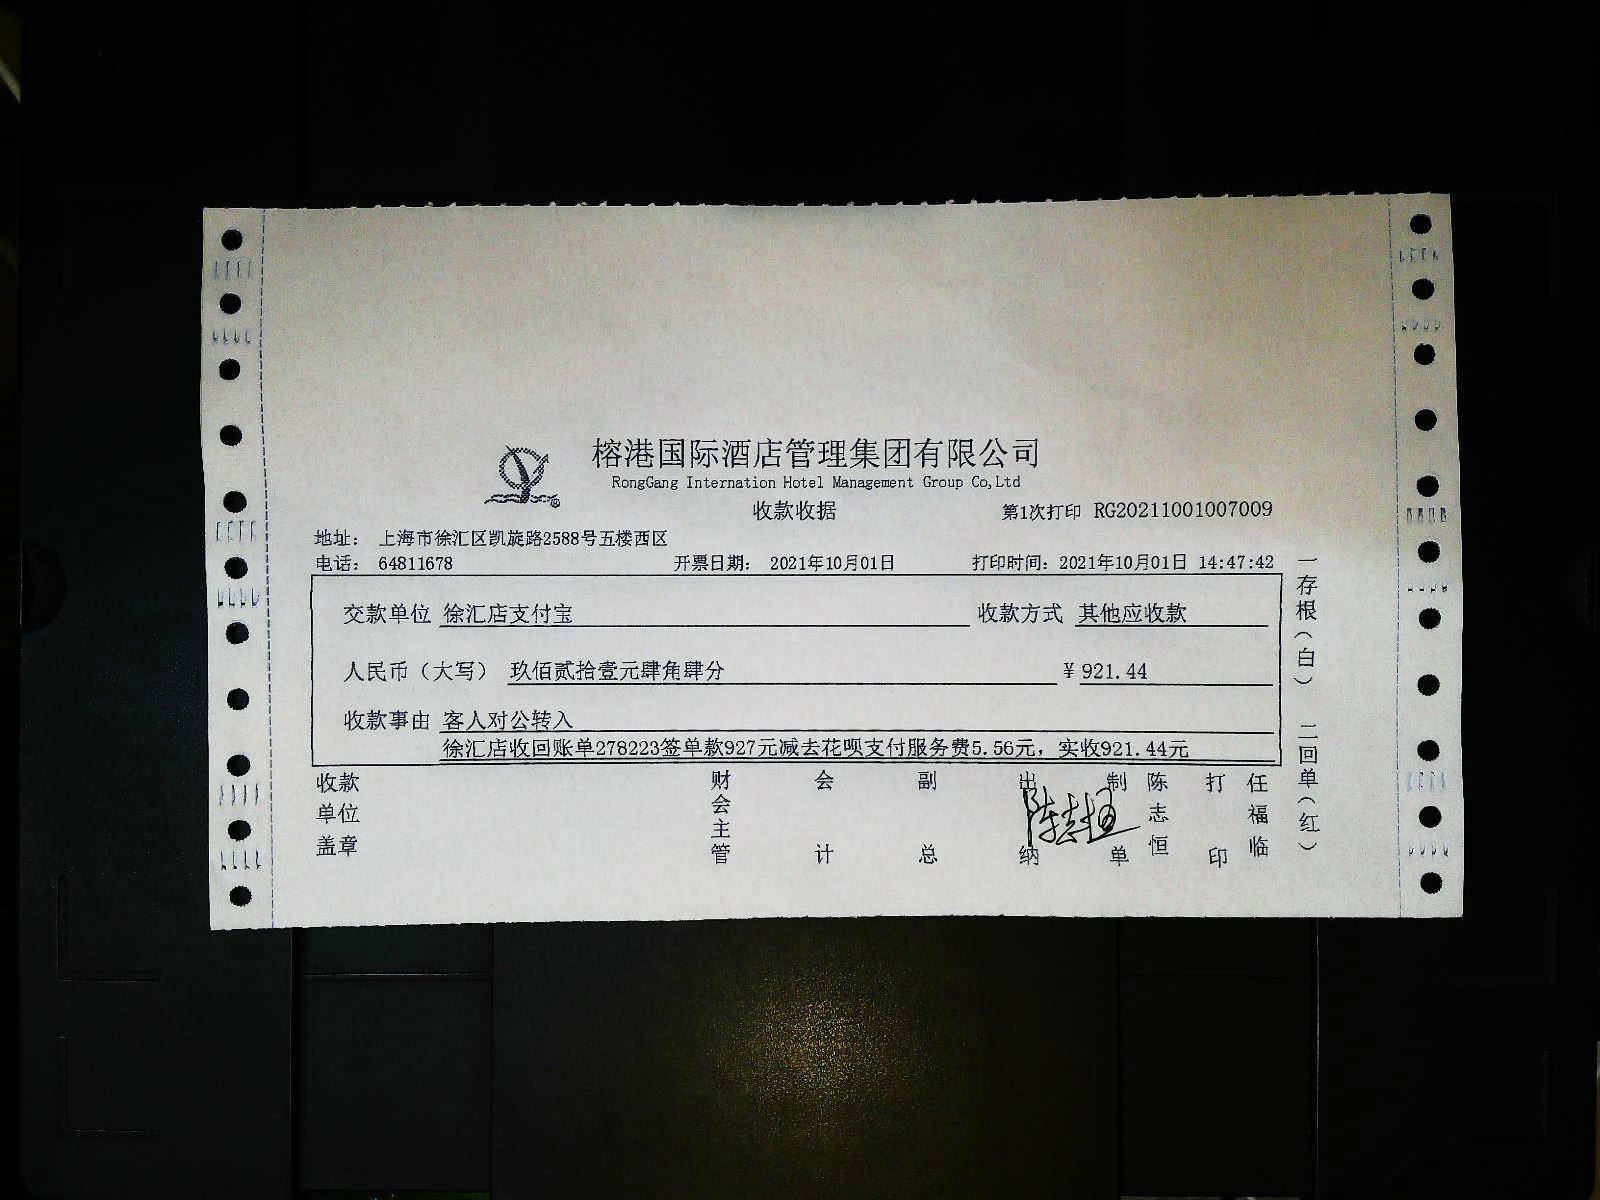 榕港国际酒店管理集团有限公司
RongGang Internation Hotel Management Group Co,Ltd
收款收据
第1次打印 RG20211001007009
地址： 上海市徐汇区凯旋路2588号五楼西区
电话： 64811678 开票日期： 2021年10月01日 打印时间：2021年10月01日 14:47:42
交款单位 徐汇店支付宝 收款方式 其他应收款
人民币（大写） 玖佰贰拾壹元肆角肆分 ¥921.44
收款事由 客人对公转入
徐汇店收回账单278223签单款927元减去花呗支付服务费5.56元，实收921.44元
收款单位盖章
财会主管
会计
副总
出纳
陈志恒
制单
陈志恒
打印
任福临
一存根（白） 二回单（红）